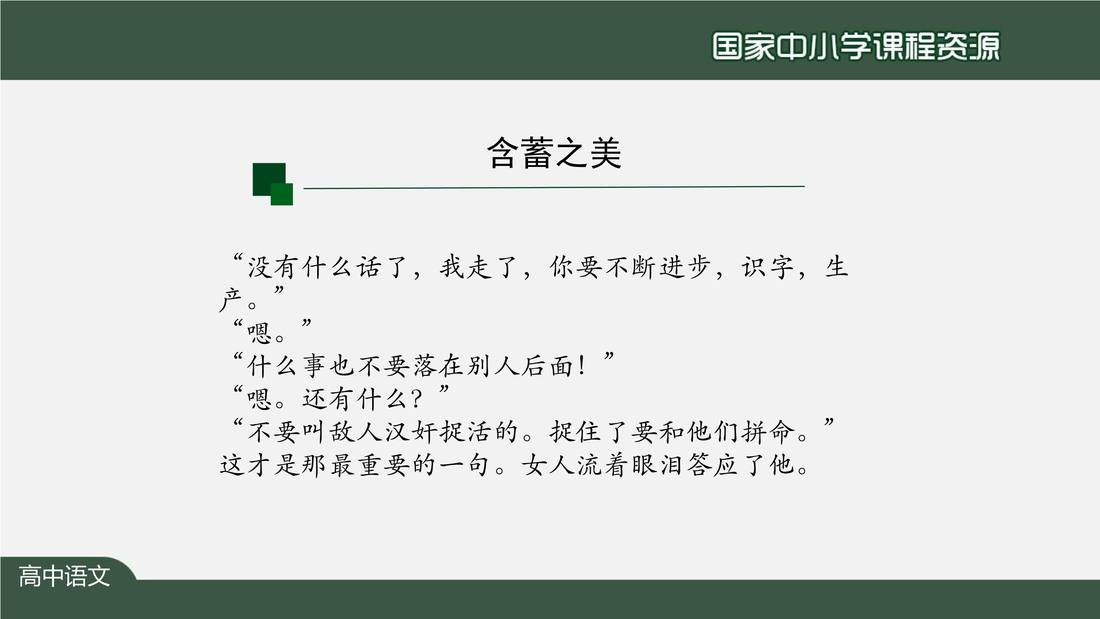 国家中小学课程资源
含蓄之美
“没有什么话了，我走了，你要不断进步，识字，生
产。”
“嗯。”
“什么事也不要落在别人后面！”
“嗯。还有什么？”
“不要叫敌人汉奸捉活的。捉住了要和他们拼命。”
这才是那最重要的一句。女人流着眼泪答应了他。
高中语文